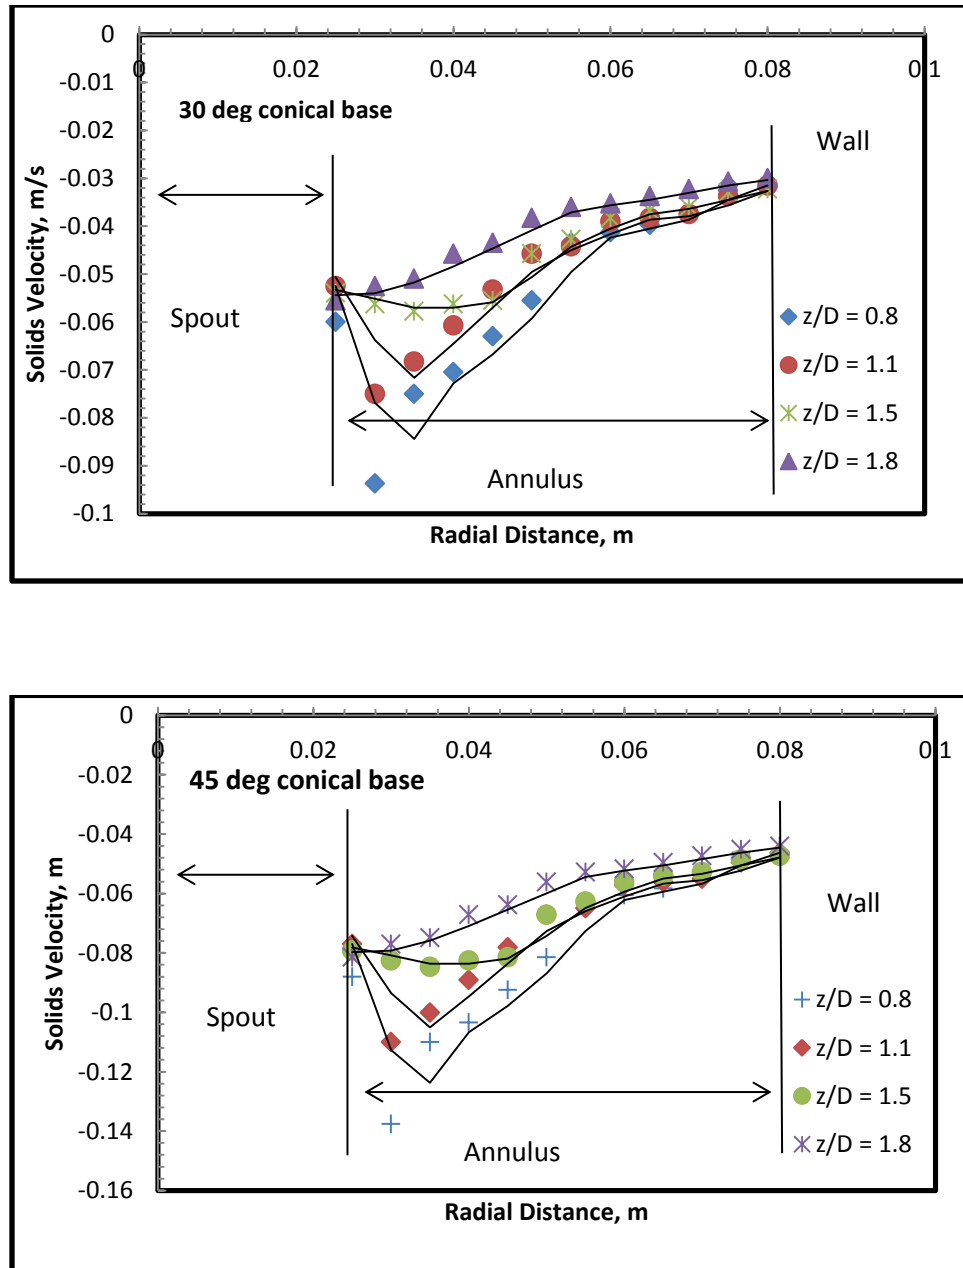 0
0 0.02 0.04 0.06 0.08 0.1
-0.01
30 deg conical base
-0.02
Wall
-0.03
-0.04
-0.05
Spout
-0.06
z/D = 0.8
-0.07
z/D = 1.1
-0.08
z/D = 1.5
-0.09
z/D = 1.8
Annulus
-0.1
Solids Velocity, m/s
Radial Distance, m
0
0 0.02 0.04 0.06 0.08 0.1
-0.02
45 deg conical base
-0.04
-0.06
Wall
-0.08
Spout
-0.1
z/D = 0.8
z/D = 1.1
-0.12
z/D = 1.5
-0.14
z/D = 1.8
Annulus
-0.16
Solids Velocity, m
Radial Distance, m